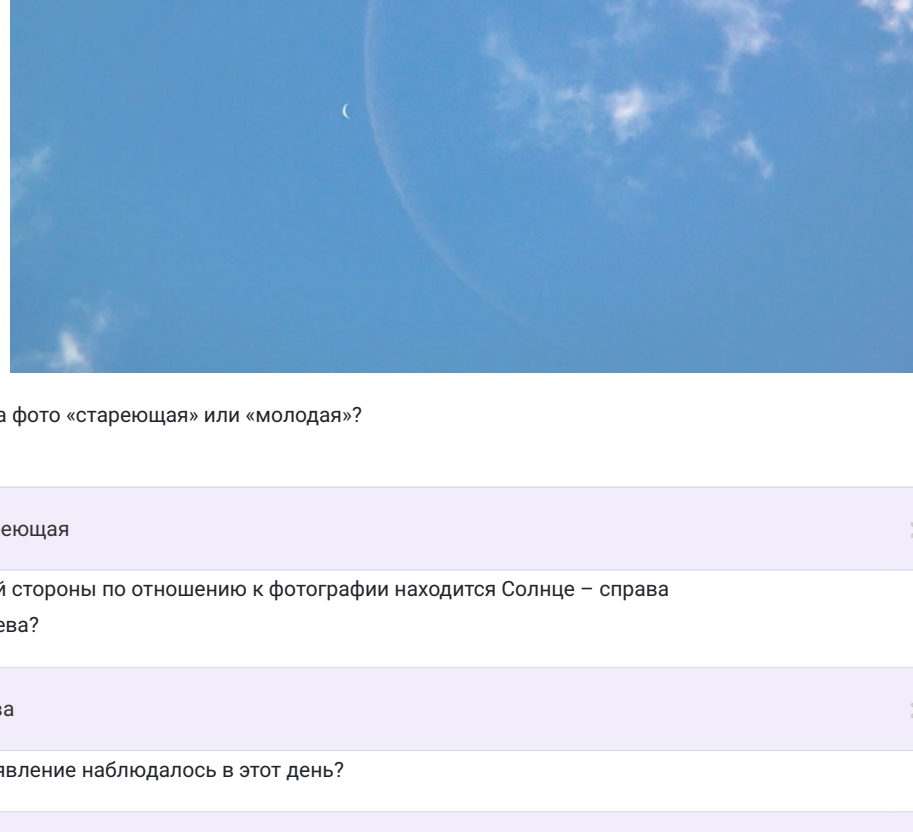 а фото «стареющая» или «молодая»?
еющая
й стороны по отношению к фотографии находится Солнце – справа
ева?
ва
явление наблюдалось в этот день?